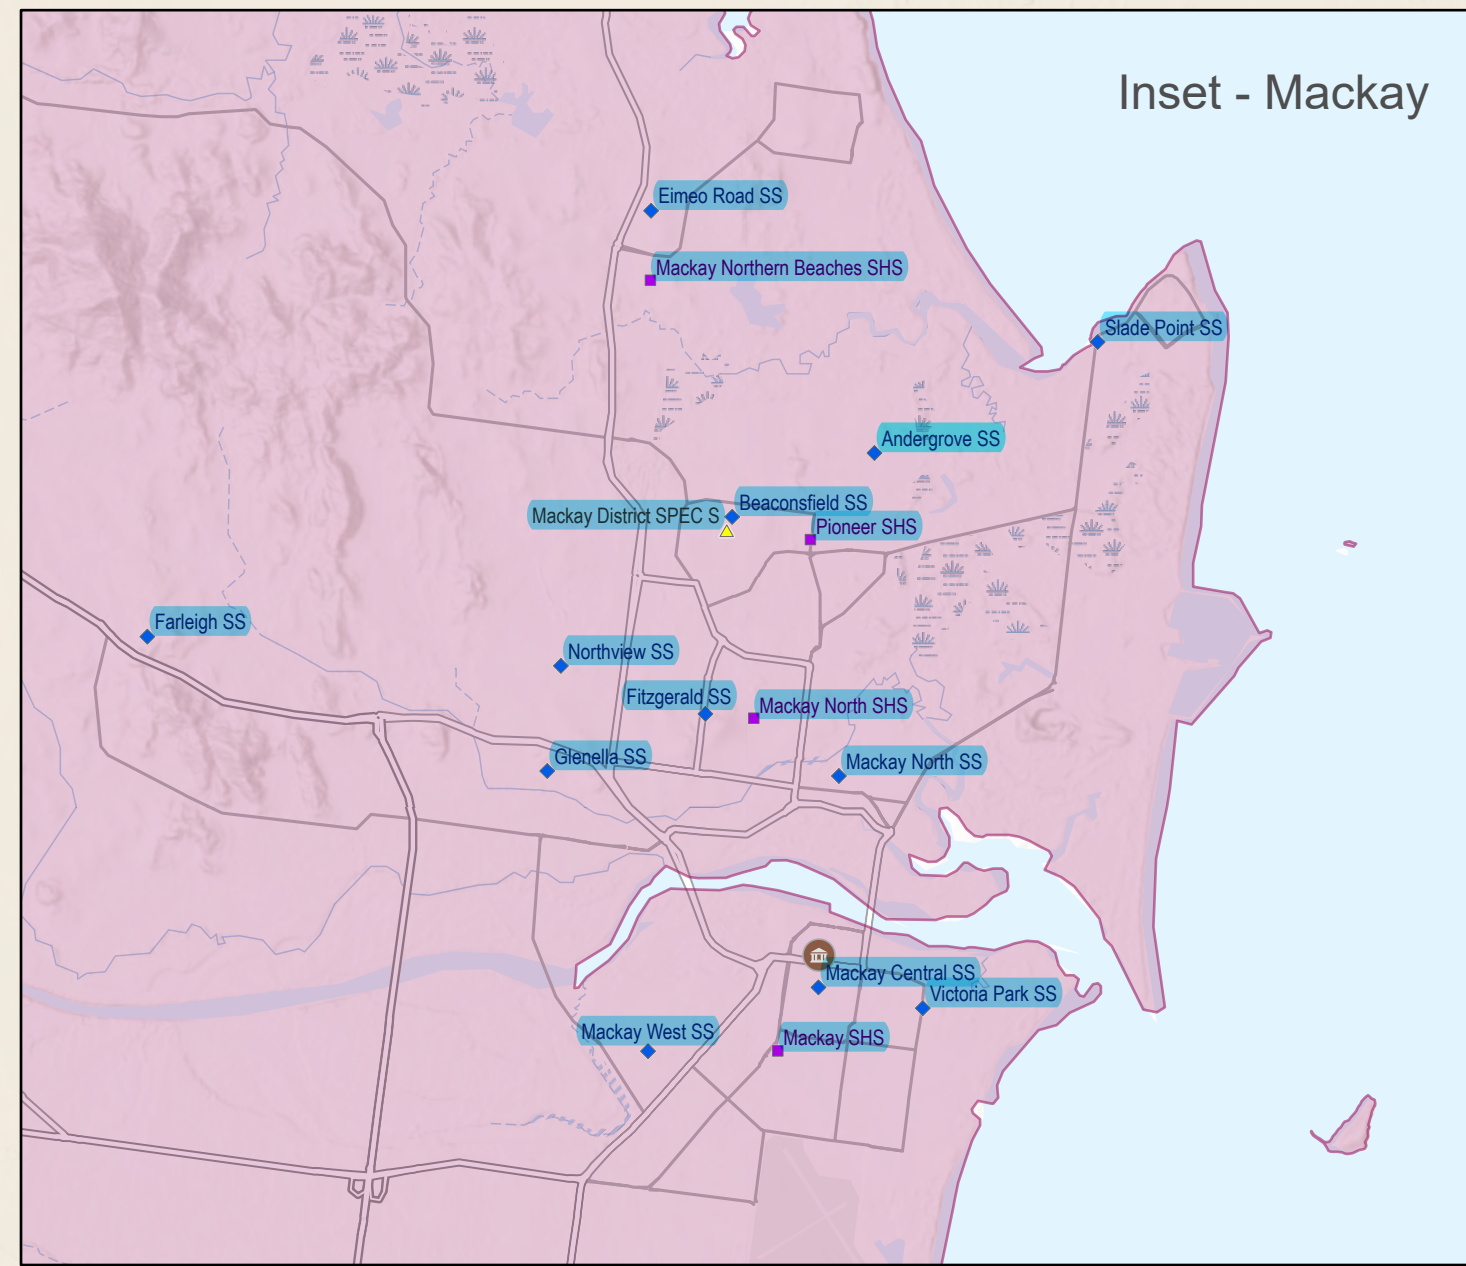 Inset - Mackay
Eimeo Road SS
Mackay Northern Beaches SHS
Slade Point SS
Andergrove SS
Beaconsfield SS
Mackay District SPEC S
Pioneer SHS
Farleigh SS
Northview SS
Fitzgerald SS
Mackay North SHS
Glenella SS
Mackay North SS
Mackay Central SS
Victoria Park SS
Mackay West SS
Mackay SHS